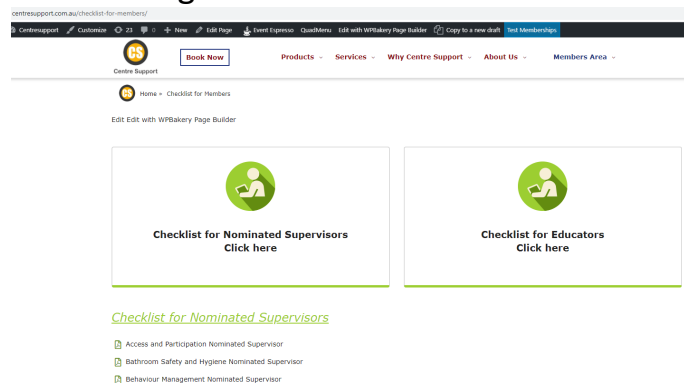 centresupport.com.au/checklist-for-members/
Centresupport Customize 23 0 New Edit Page Event Espresso QuadMenu Edit with WPBakery Page Builder Copy to a new draft Test Memberships
CS Book Now Products Services Why Centre Support About Us Members Area
Centre Support
CS Home » Checklist for Members
Edit Edit with WPBakery Page Builder
Checklist for Nominated Supervisors
Click here
Checklist for Educators
Click here
Checklist for Nominated Supervisors
Access and Participation Nominated Supervisor
Bathroom Safety and Hygiene Nominated Supervisor
Behaviour Management Nominated Supervisor